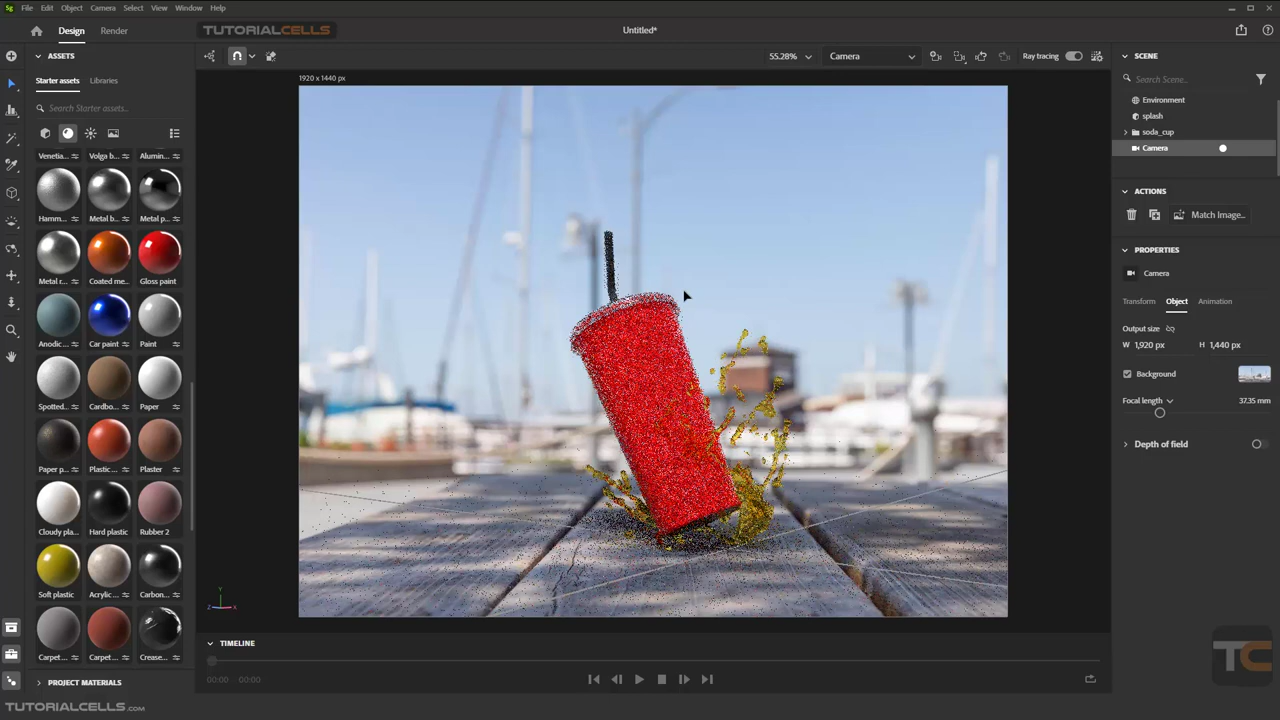 Sg File Edit Object Camera Select View Window Help
Design Render TUTORIALCELLS Untitled*
ASSETS
Starter assets Libraries
Search Starter assets..
Venetia... Volga b... Alumin...
Hamm... Metal b... Metal p...
Metal r... Coated me... Gloss paint
Anodic ... Car paint Paint
Spotted... Cardbo... Paper
Paper p... Plastic ... Plaster
Cloudy pla... Hard plastic Rubber 2
Soft plastic Acrylic ... Carbon...
Carpet ... Carpet ... Crease...
PROJECT MATERIALS
TUTORIALCELLS.com
55.28% Camera Ray tracing
1920 x 1440 px
Y
Z X
TIMELINE
00:00 00:00
SCENE
Search Scene...
Environment
splash
soda_cup
Camera
ACTIONS
Match Image...
PROPERTIES
Camera
Transform Object Animation
Output size
W 1,920 px H 1,440 px
Background
Focal length 37.35 mm
Depth of field
TC